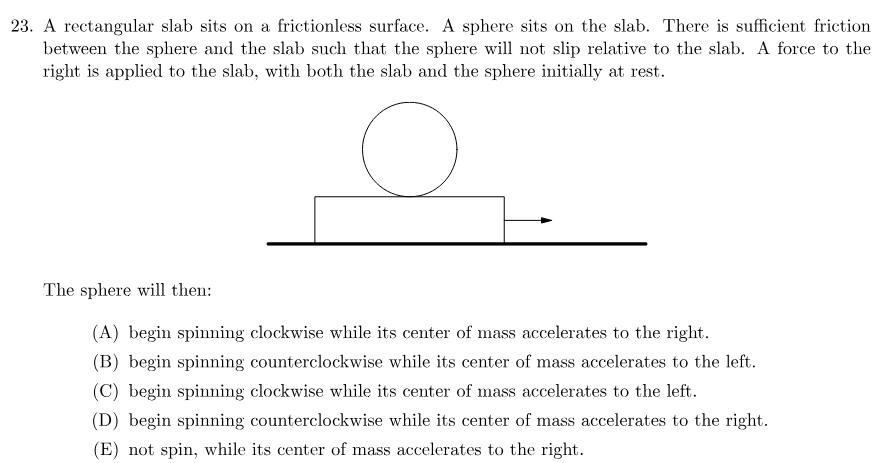 23. A rectangular slab sits on a frictionless surface. A sphere sits on the slab. There is sufficient friction
between the sphere and the slab such that the sphere will not slip relative to the slab. A force to the
right is applied to the slab, with both the slab and the sphere initially at rest.
The sphere will then:
(A) begin spinning clockwise while its center of mass accelerates to the right.
(B) begin spinning counterclockwise while its center of mass accelerates to the left.
(C) begin spinning clockwise while its center of mass accelerates to the left.
(D) begin spinning counterclockwise while its center of mass accelerates to the right.
(E) not spin, while its center of mass accelerates to the right.